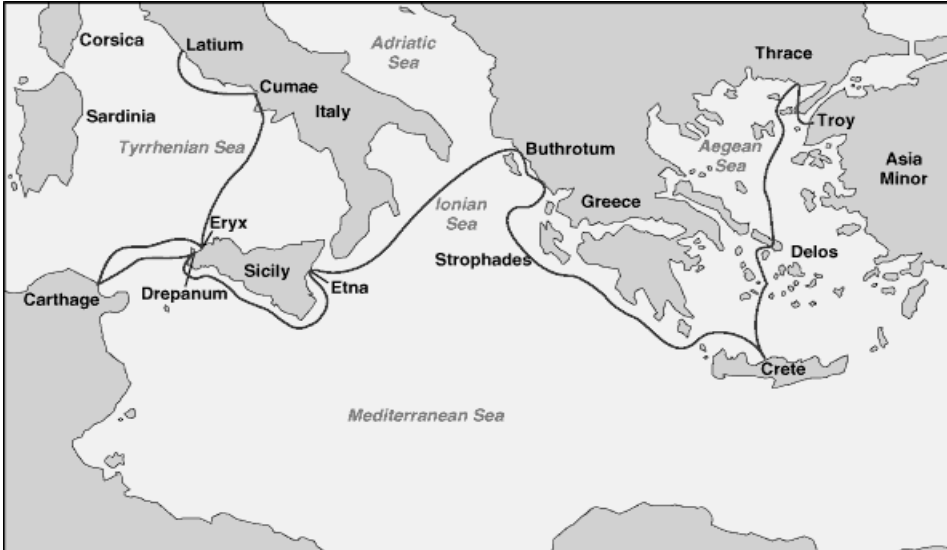 Corsica
Latium
Adriatic
Sea
Thrace
Cumae
Sardinia
Italy
Troy
Tyrrhenian Sea
Buthrotum
Aegean
Sea
Asia
Minor
Ionian
Sea
Greece
Eryx
Strophades
Delos
Sicily
Carthage
Drepanum
Etna
Crete
Mediterranean Sea